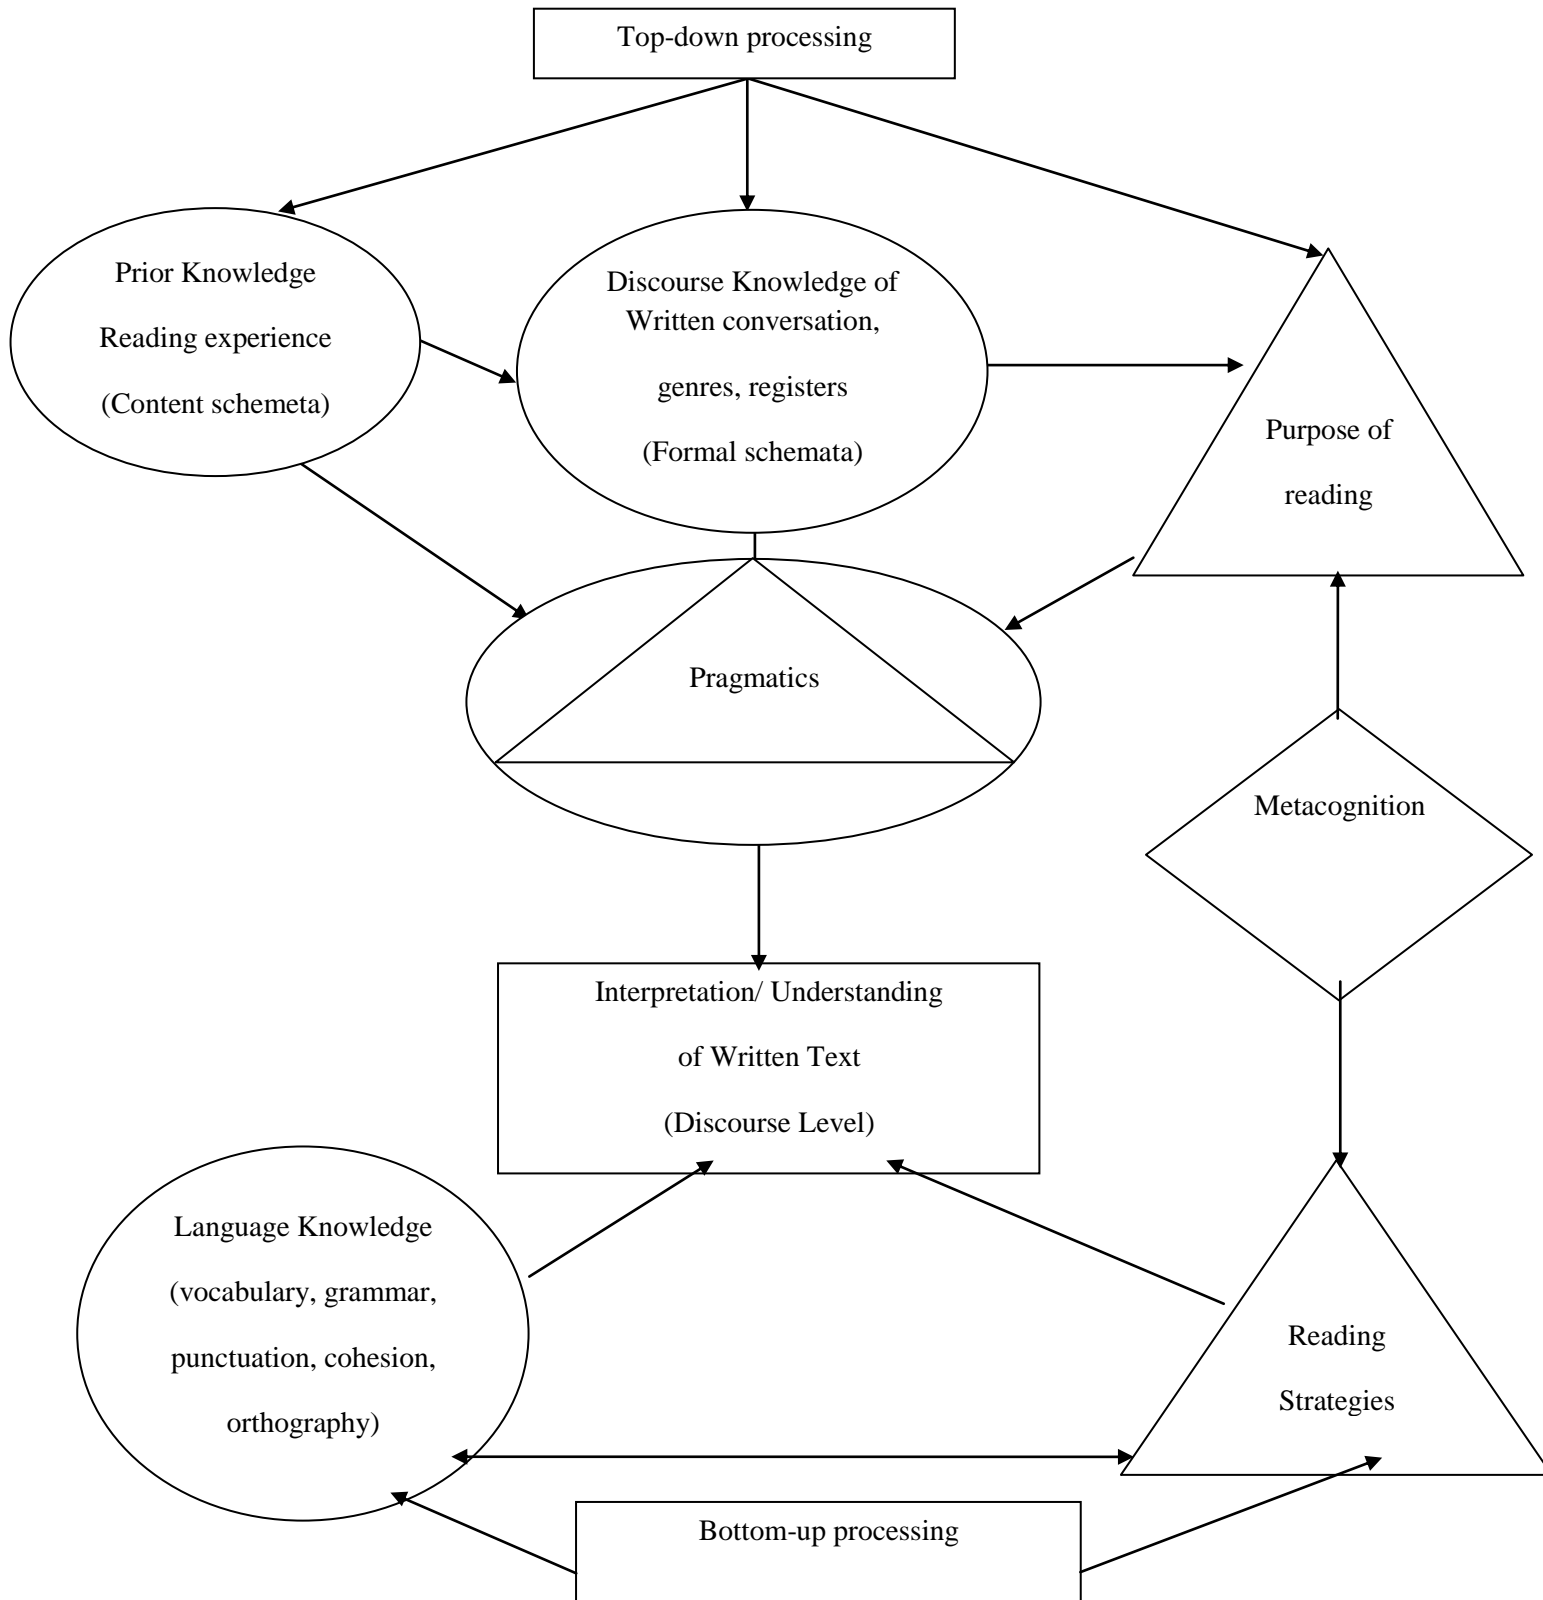 Top-down processing
Prior Knowledge
Reading experience
(Content schemeta)
Discourse Knowledge of
Written conversation,
genres, registers
(Formal schemata)
Purpose of
reading
Pragmatics
Metacognition
Interpretation/ Understanding
of Written Text
(Discourse Level)
Language Knowledge
(vocabulary, grammar,
punctuation, cohesion,
orthography)
Reading
Strategies
Bottom-up processing